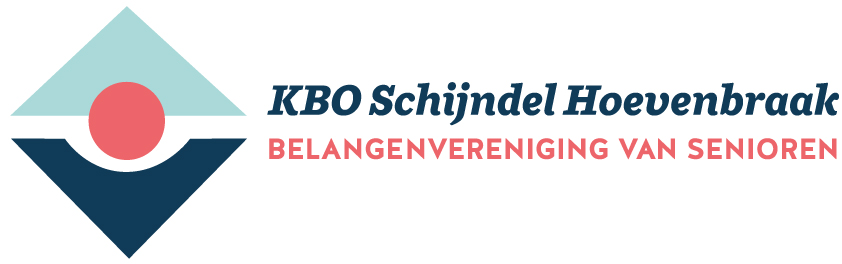 KBO Schijndel Hoevenbraak
BELANGENVERENIGING VAN SENIOREN